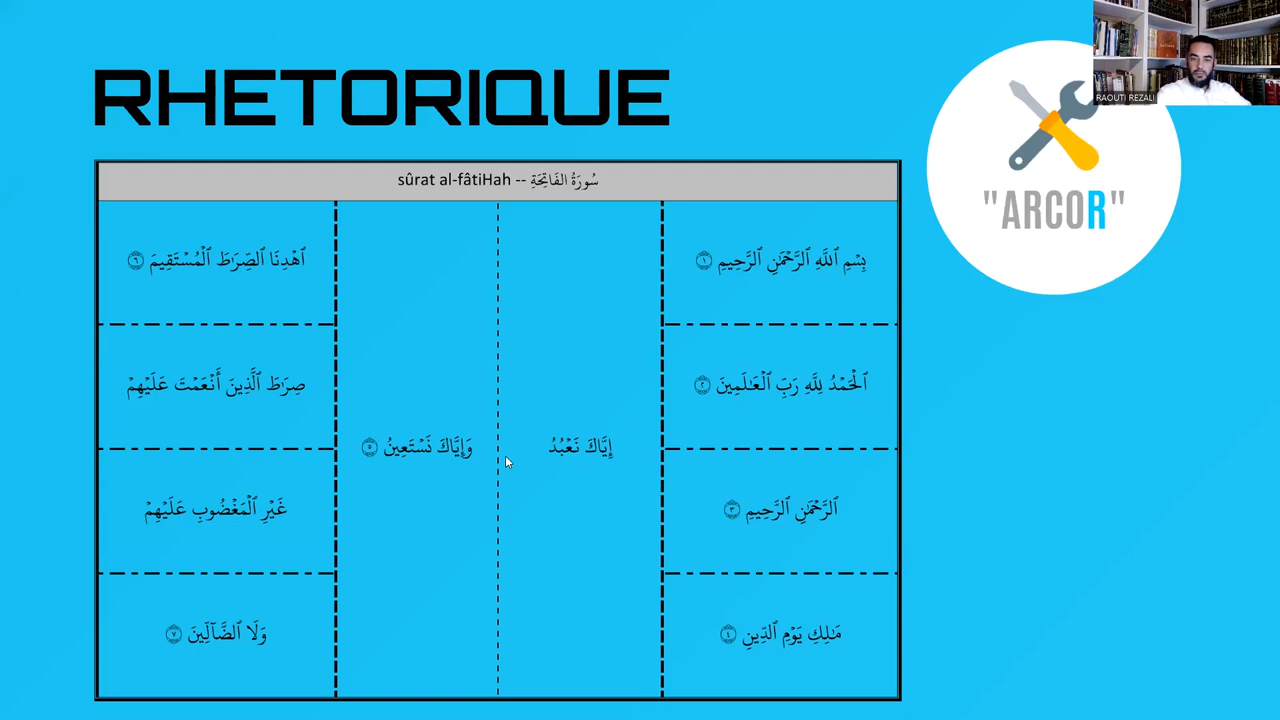 RHETORIQUE
RAOUTI REZALI
"ARCOR"
sûrat al-fâtiHah -- سُورَةُ الفَاتِحَةِ
بِسْمِ ٱللَّهِ ٱلرَّحْمَٰنِ ٱلرَّحِيمِ ١
ٱلْحَمْدُ لِلَّهِ رَبِّ ٱلْعَٰلَمِينَ ٢
ٱلرَّحْمَٰنِ ٱلرَّحِيمِ ٣
مَٰلِكِ يَوْمِ ٱلدِّينِ ٤
إِيَّاكَ نَعْبُدُ
وَإِيَّاكَ نَسْتَعِينُ ٥
ٱهْدِنَا ٱلصِّرَٰطَ ٱلْمُسْتَقِيمَ ٦
صِرَٰطَ ٱلَّذِينَ أَنْعَمْتَ عَلَيْهِمْ
غَيْرِ ٱلْمَغْضُوبِ عَلَيْهِمْ
وَلَا ٱلضَّآلِّينَ ٧